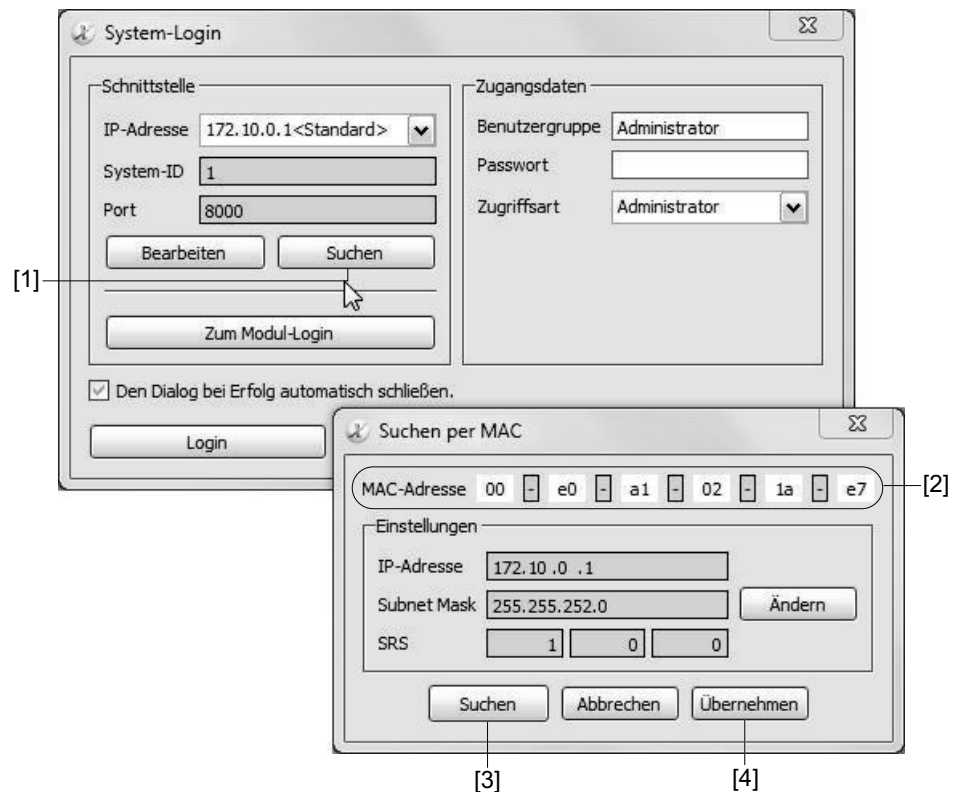 System-Login
Schnittstelle
IP-Adresse 172.10.0.1<Standard>
System-ID 1
Port 8000
Bearbeiten Suchen
[1]
Zum Modul-Login
Zugangsdaten
Benutzergruppe Administrator
Passwort
Zugriffsart Administrator
Den Dialog bei Erfolg automatisch schließen.
Login
Suchen per MAC
MAC-Adresse 00 - e0 - a1 - 02 - 1a - e7
[2]
Einstellungen
IP-Adresse 172.10 .0 .1
Subnet Mask 255.255.252.0 Ändern
SRS 1 0 0
Suchen Abbrechen Übernehmen
[3] [4]